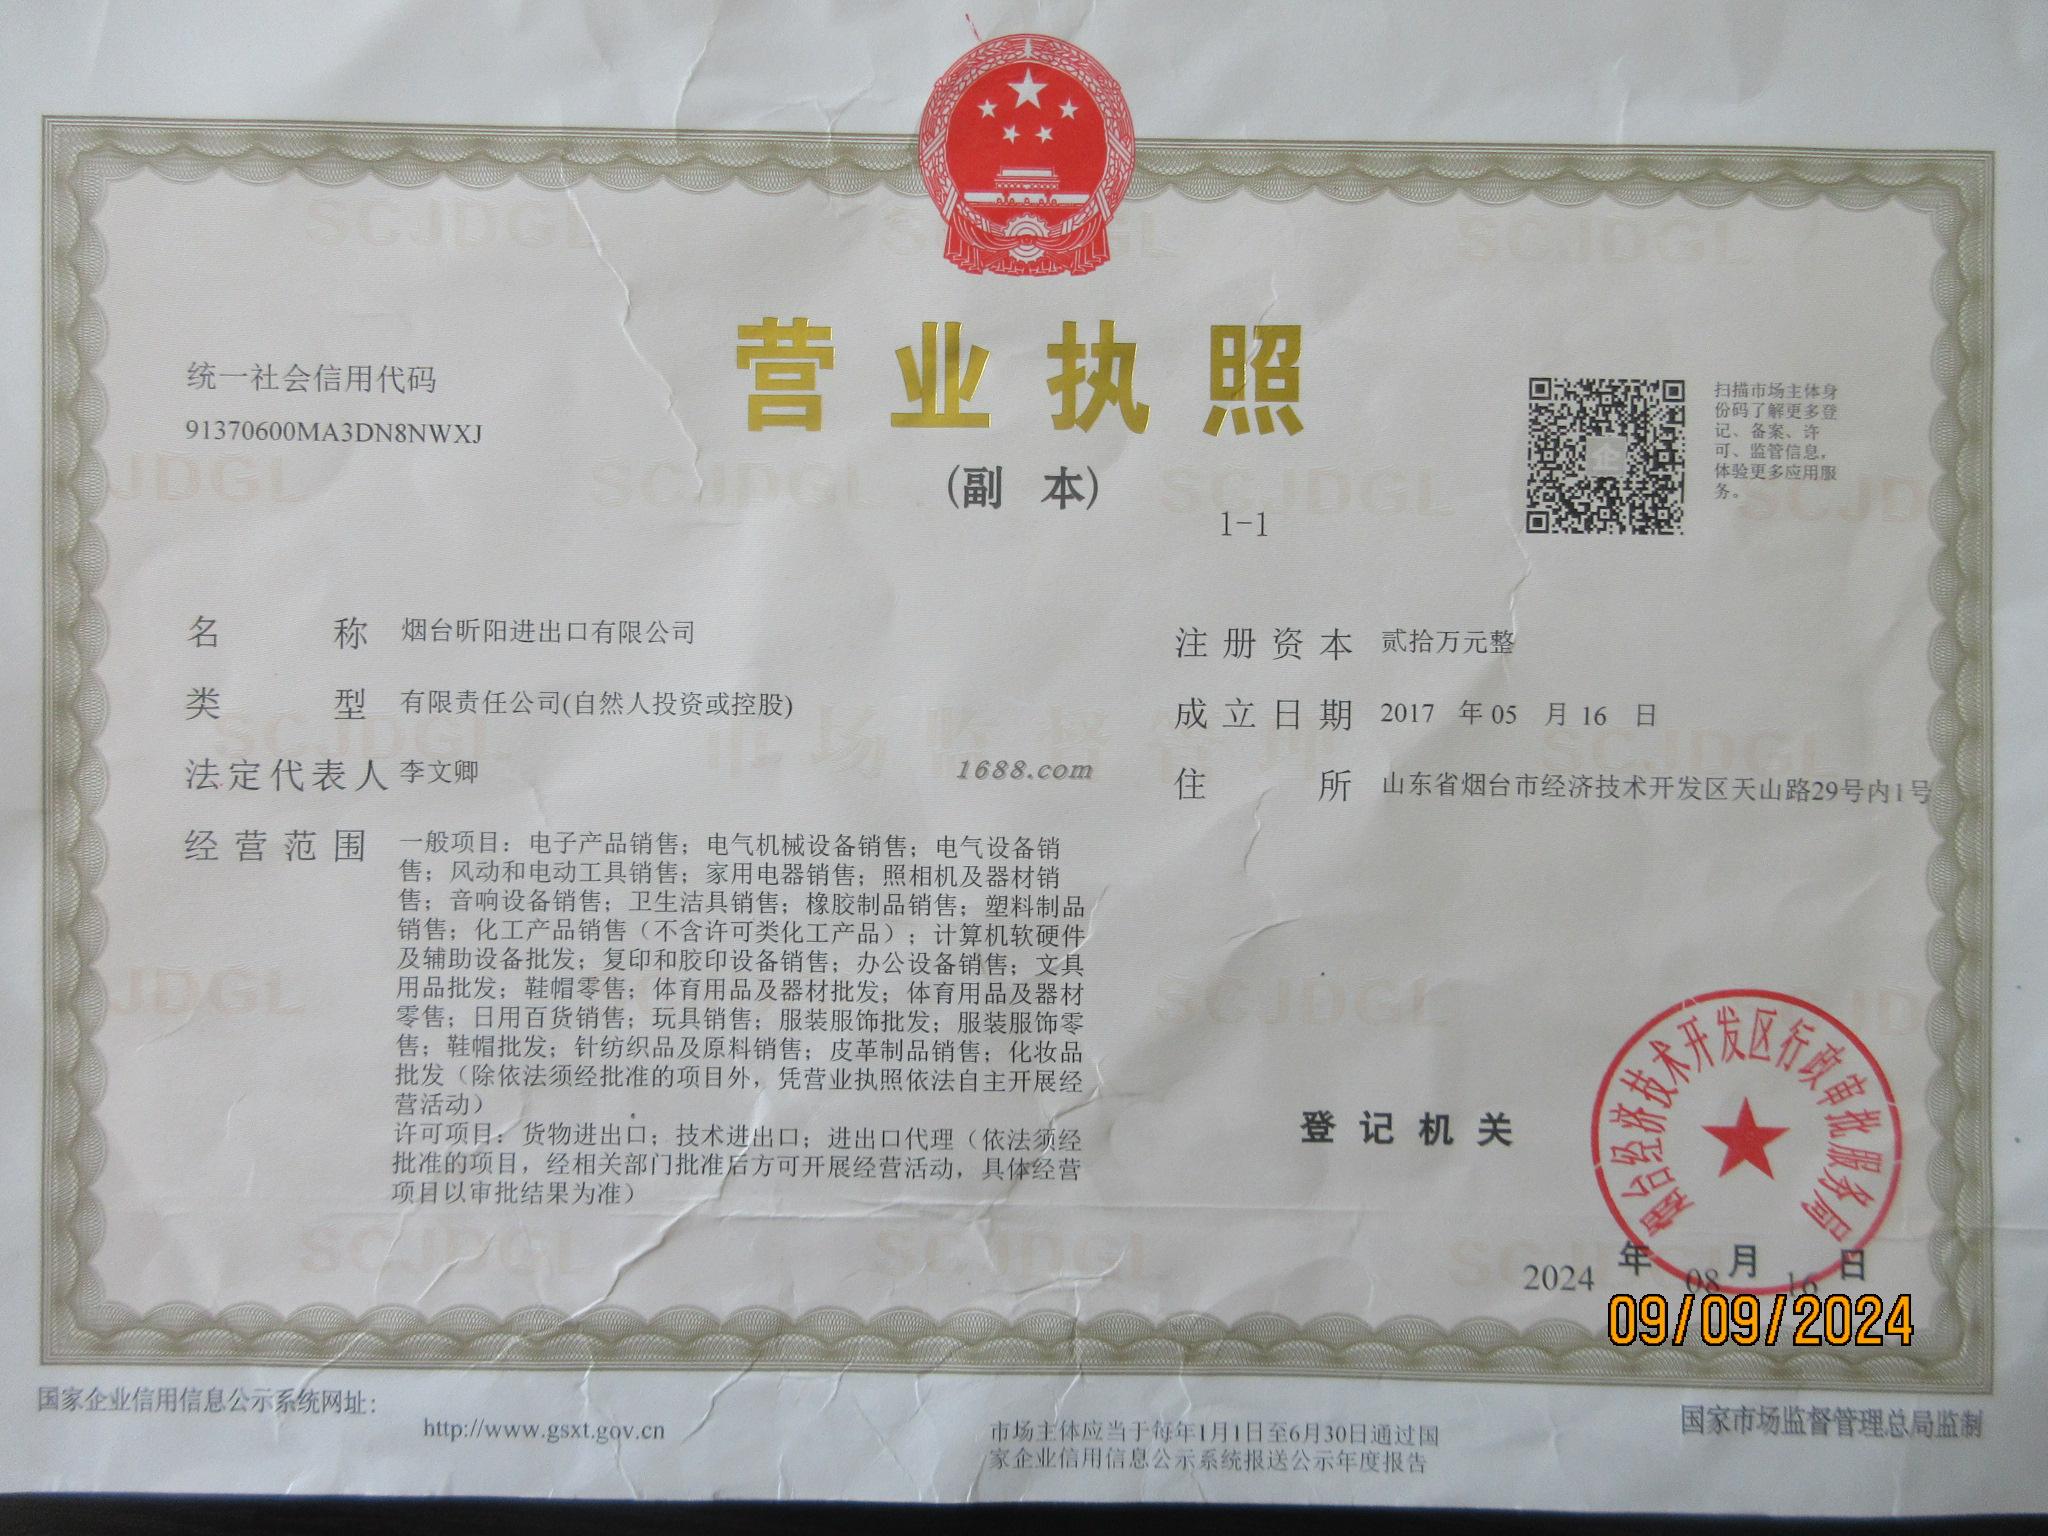 营业执照
(副 本)
1-1
统一社会信用代码
91370600MA3DN8NWXJ
扫描市场主体身
份码了解更多登
记、备案、许
可、监管信息,
体验更多应用服
务。
名 称 烟台昕阳进出口有限公司
类 型 有限责任公司(自然人投资或控股)
法定代表人 李文卿
经营范围 一般项目：电子产品销售；电气机械设备销售；电气设备销
售；风动和电动工具销售；家用电器销售；照相机及器材销
售；音响设备销售；卫生洁具销售；橡胶制品销售；塑料制品
销售；化工产品销售（不含许可类化工产品）；计算机软硬件
及辅助设备批发；复印和胶印设备销售；办公设备销售；文具
用品批发；鞋帽零售；体育用品及器材批发；体育用品及器材
零售；日用百货销售；玩具销售；服装服饰批发；服装服饰零
售；鞋帽批发；针纺织品及原料销售；皮革制品销售；化妆品
批发（除依法须经批准的项目外，凭营业执照依法自主开展经
营活动）
许可项目：货物进出口；技术进出口；进出口代理（依法须经
批准的项目，经相关部门批准后方可开展经营活动，具体经营
项目以审批结果为准）
注册资本 贰拾万元整
成立日期 2017 年 05 月 16 日
住 所 山东省烟台市经济技术开发区天山路29号内1号
1688.com
登记机关
烟台经济技术开发区行政审批服务局
2024 年 08 月 16 日
09/09/2024
国家企业信用信息公示系统网址：
http://www.gsxt.gov.cn
市场主体应当于每年1月1日至6月30日通过国
家企业信用信息公示系统报送公示年度报告
国家市场监督管理总局监制
SCJDGL
市场监督管理